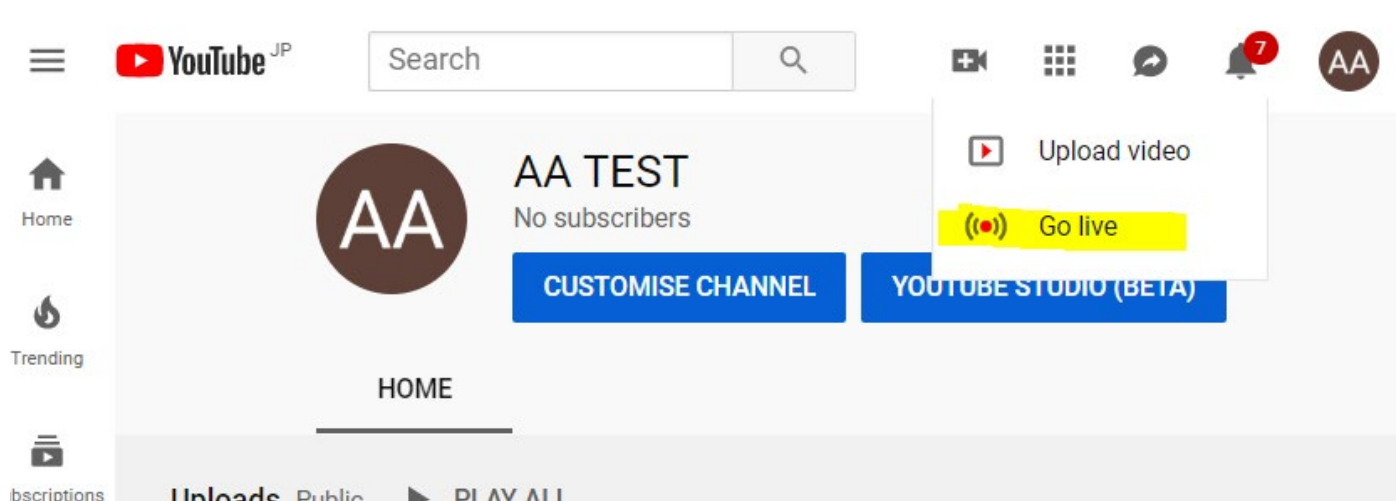 YouTube JP
Search
7
AA
Upload video
Go live
AA
AA TEST
No subscribers
CUSTOMISE CHANNEL
YOUTUBE STUDIO (BETA)
HOME
Home
Trending
bscriptions
Uploads Public PLAY ALL